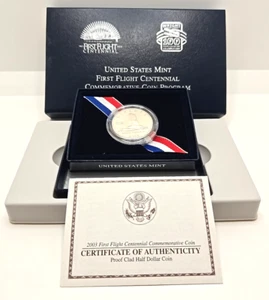 FIRST FLIGHT
CENTENNIAL
100
UNITED STATES MINT
FIRST FLIGHT CENTENNIAL
COMMEMORATIVE COIN PROGRAM
UNITED STATES MINT
2003 First Flight Centennial Commemorative Coin
CERTIFICATE OF AUTHENTICITY
Proof Clad Half Dollar Coin